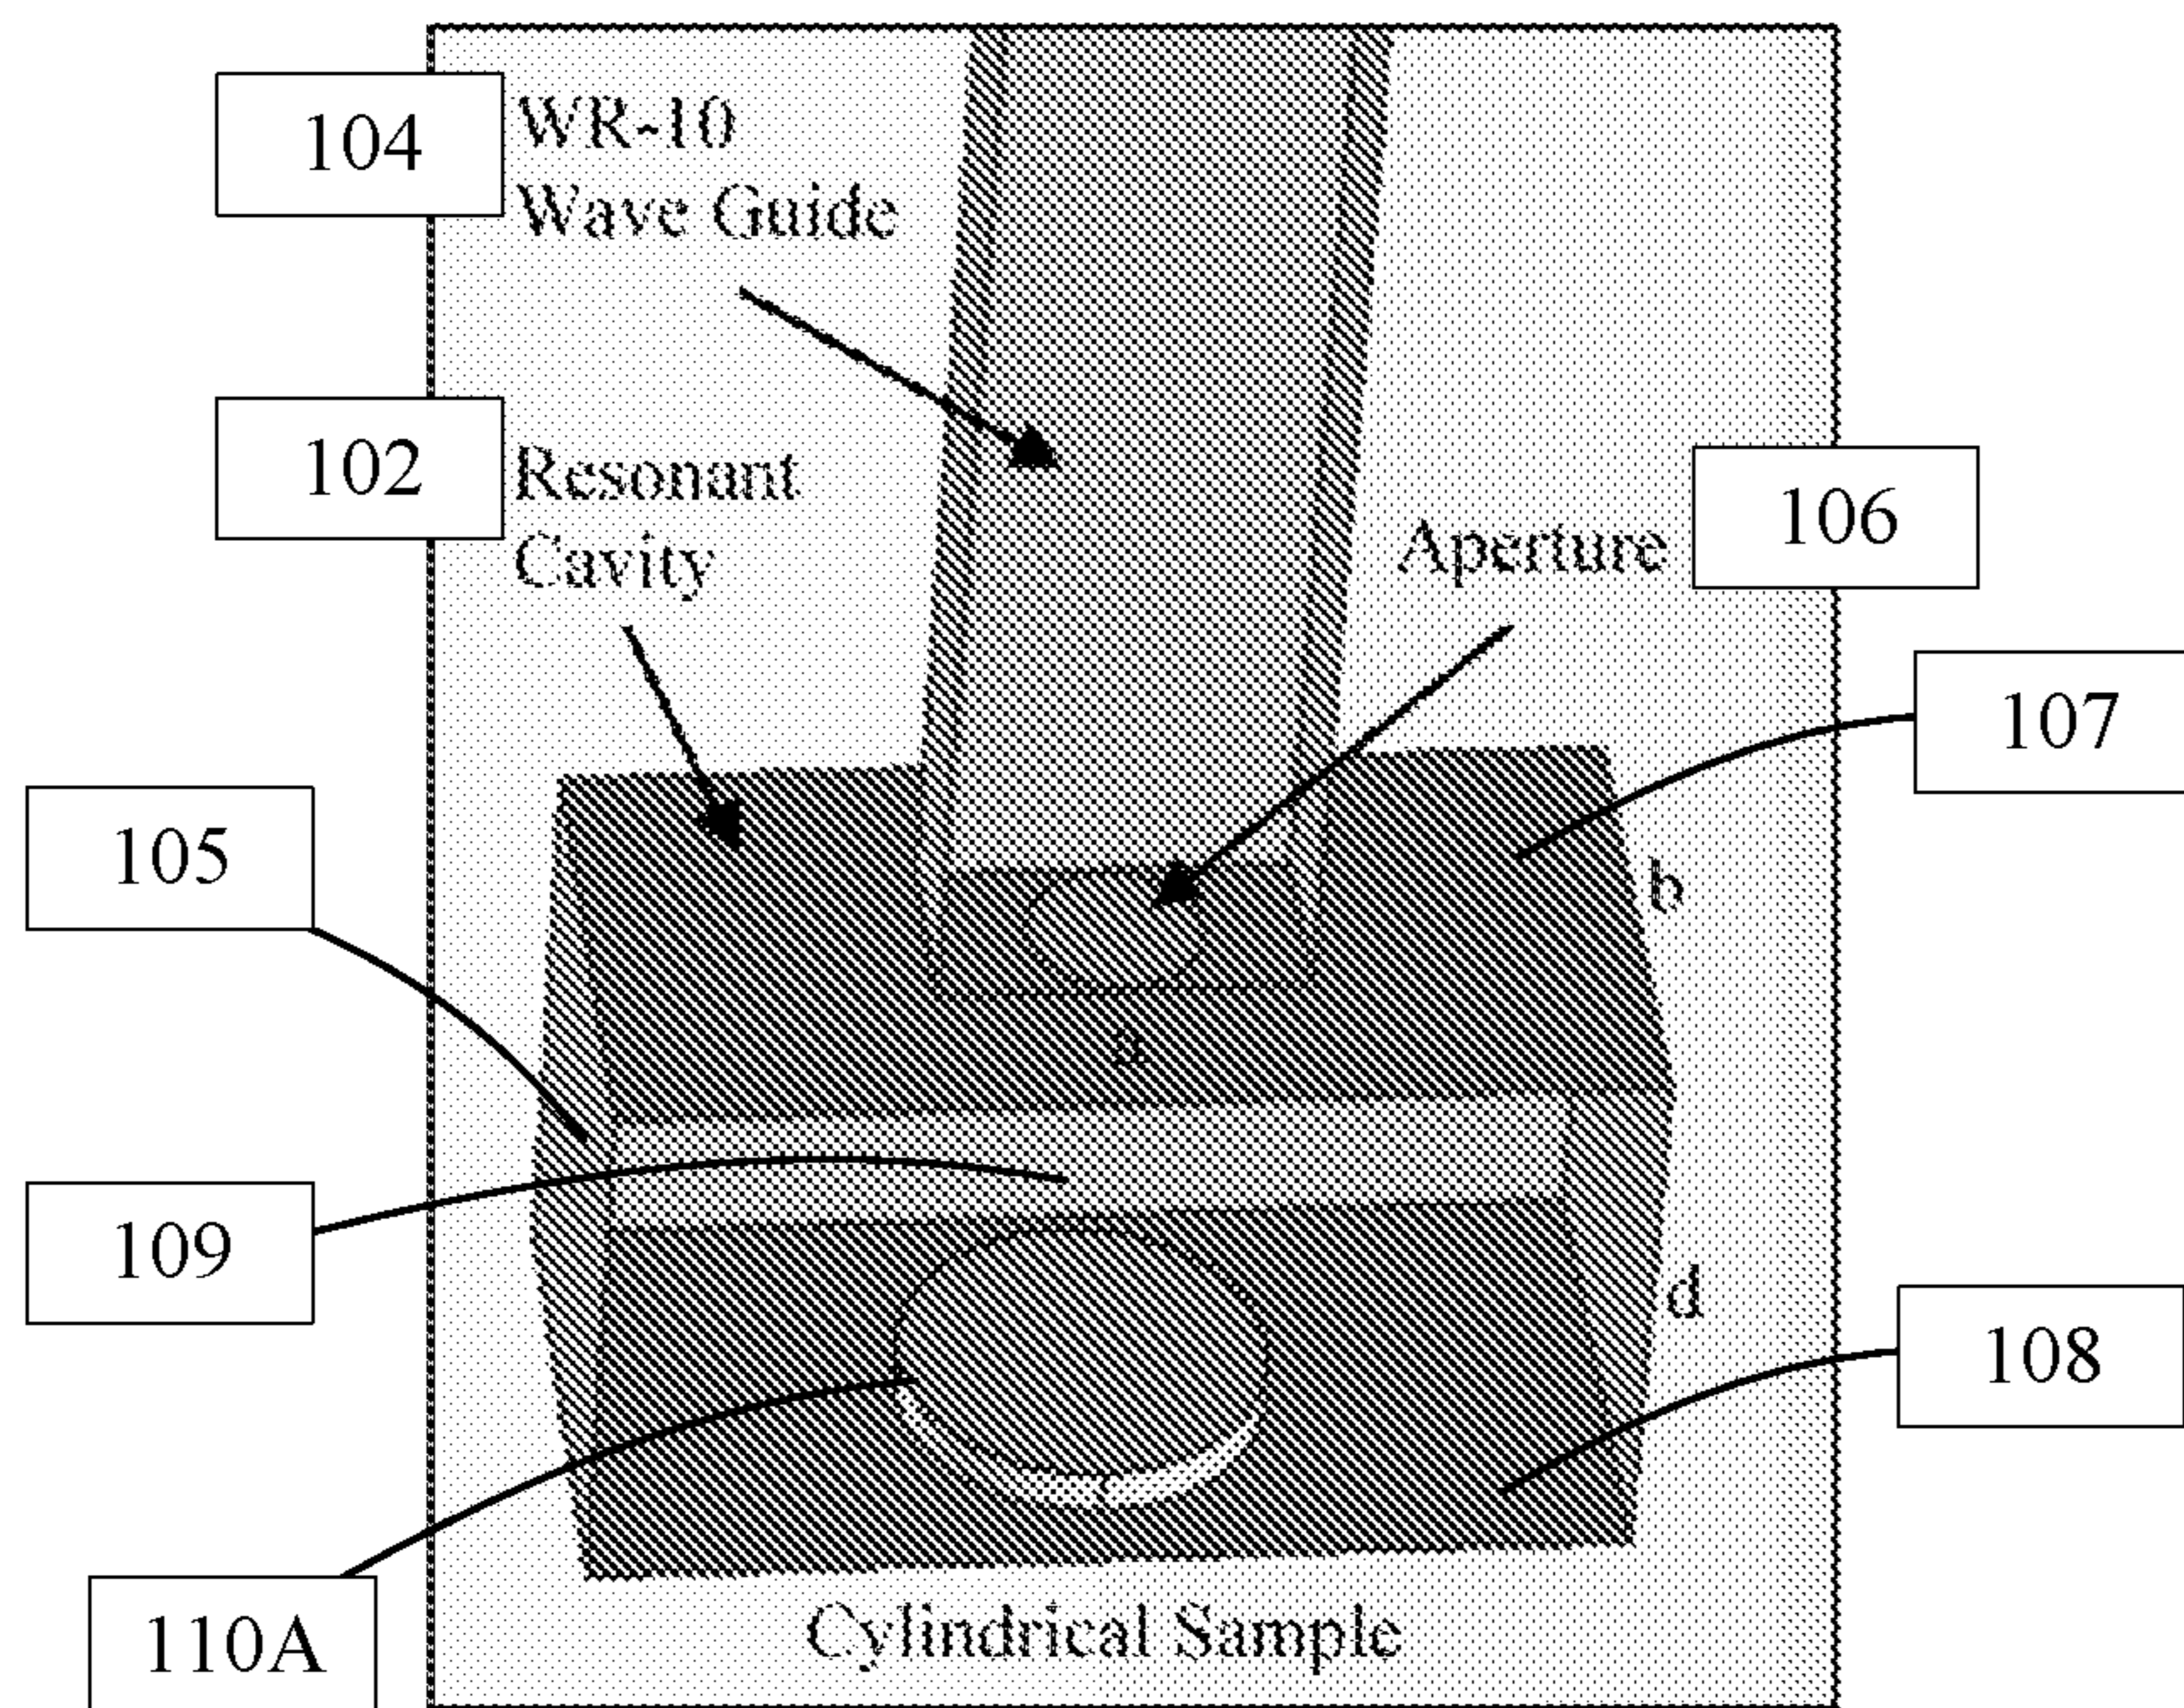 104
WR-10
Wave Guide
102
Resonant
Cavity
Aperture
106
107
105
b
a
109
d
108
110A
Cylindrical Sample